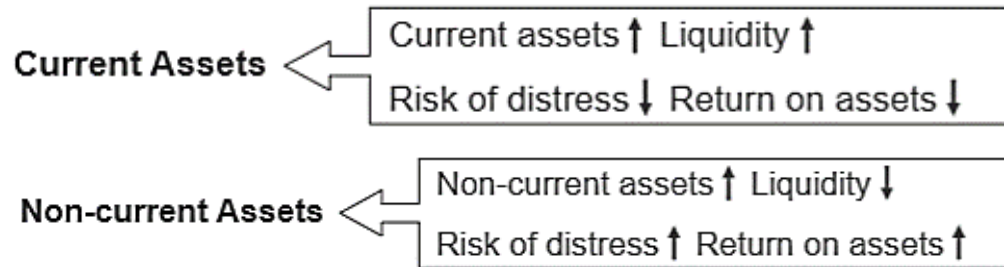 Current assets ↑ Liquidity ↑
Current Assets
Risk of distress ↓ Return on assets ↓
Non-current assets ↑ Liquidity ↓
Non-current Assets
Risk of distress ↑ Return on assets ↑